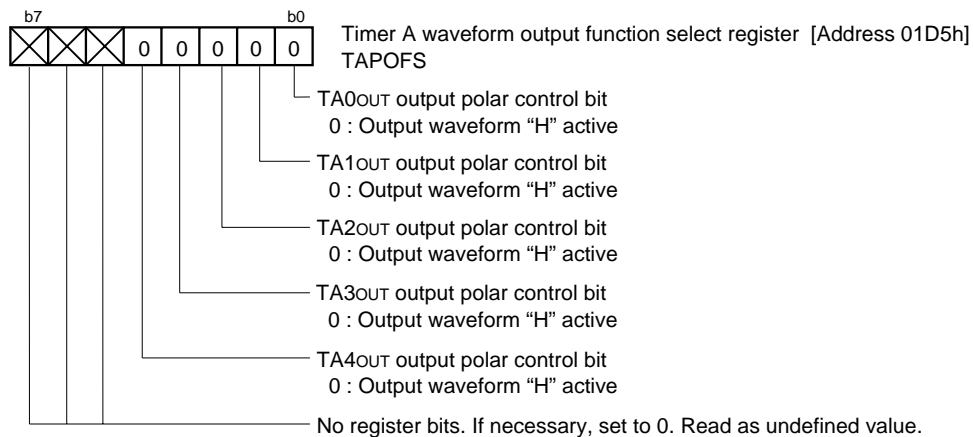 b7 b0
Timer A waveform output function select register [Address 01D5h]
0 0 0 0 0
TAPOFS
TA0OUT output polar control bit
0 : Output waveform “H” active
TA1OUT output polar control bit
0 : Output waveform “H” active
TA2OUT output polar control bit
0 : Output waveform “H” active
TA3OUT output polar control bit
0 : Output waveform “H” active
TA4OUT output polar control bit
0 : Output waveform “H” active
No register bits. If necessary, set to 0. Read as undefined value.